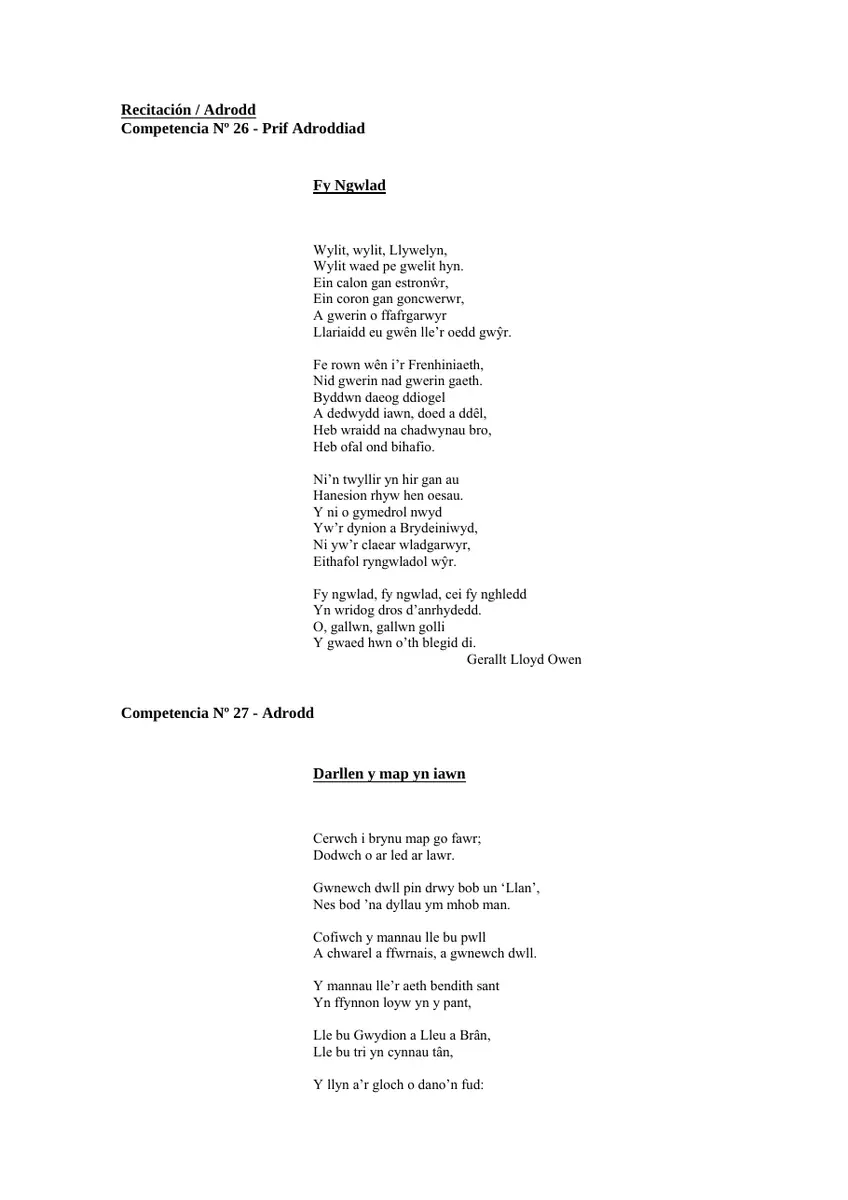 Recitación / Adrodd
Competencia Nº 26 - Prif Adroddiad
Fy Ngwlad
Wylit, wylit, Llywelyn,
Wylit waed pe gwelit hyn.
Ein calon gan estronŵr,
Ein coron gan goncwerwr,
A gwerin o ffafrgarwyr
Llariaidd eu gwên lle’r oedd gwŷr.
Fe rown wên i’r Frenhiniaeth,
Nid gwerin nad gwerin gaeth.
Byddwn daeog ddiogel
A dedwydd iawn, doed a ddêl,
Heb wraidd na chadwynau bro,
Heb ofal ond bihafio.
Ni’n twyllir yn hir gan au
Hanesion rhyw hen oesau.
Y ni o gymedrol nwyd
Yw’r dynion a Brydeiniwyd,
Ni yw’r claear wladgarwyr,
Eithafol ryngwladol wŷr.
Fy ngwlad, fy ngwlad, cei fy nghledd
Yn wridog dros d’anrhydedd.
O, gallwn, gallwn golli
Y gwaed hwn o’th blegid di.
Gerallt Lloyd Owen
Competencia Nº 27 - Adrodd
Darllen y map yn iawn
Cerwch i brynu map go fawr;
Dodwch o ar led ar lawr.
Gwnewch dwll pin drwy bob un ‘Llan’,
Nes bod ’na dyllau ym mhob man.
Cofiwch y mannau lle bu pwll
A chwarel a ffwrnais, a gwnewch dwll.
Y mannau lle’r aeth bendith sant
Yn ffynnon loyw yn y pant,
Lle bu Gwydion a Lleu a Brân,
Lle bu tri yn cynnau tân,
Y llyn a’r gloch o dano’n fud: